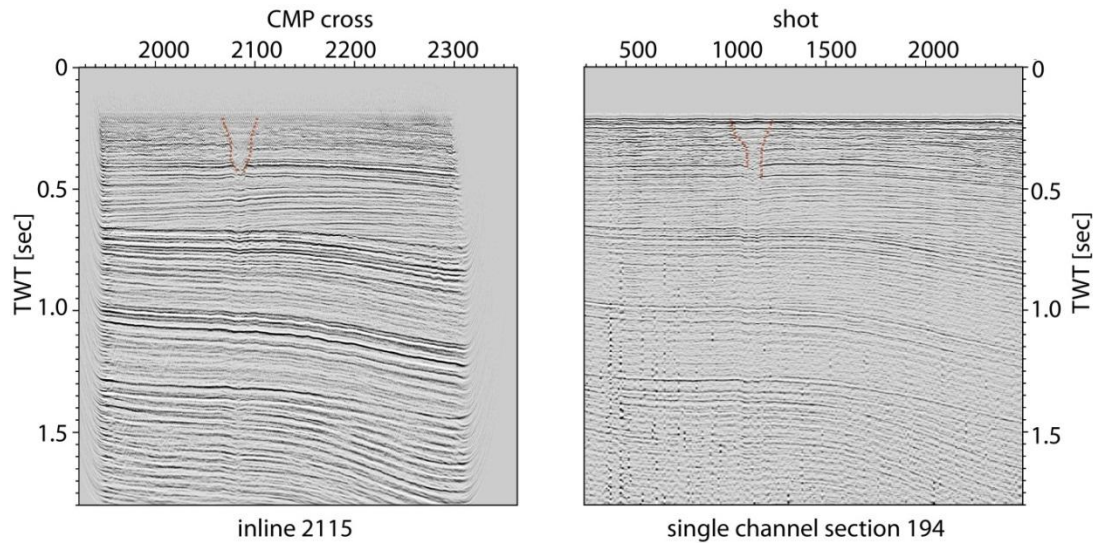 CMP cross
2000 2100 2200 2300
0
0.5
1.0
1.5
TWT [sec]
inline 2115
shot
500 1000 1500 2000
0
0.5
1.0
1.5
TWT [sec]
single channel section 194